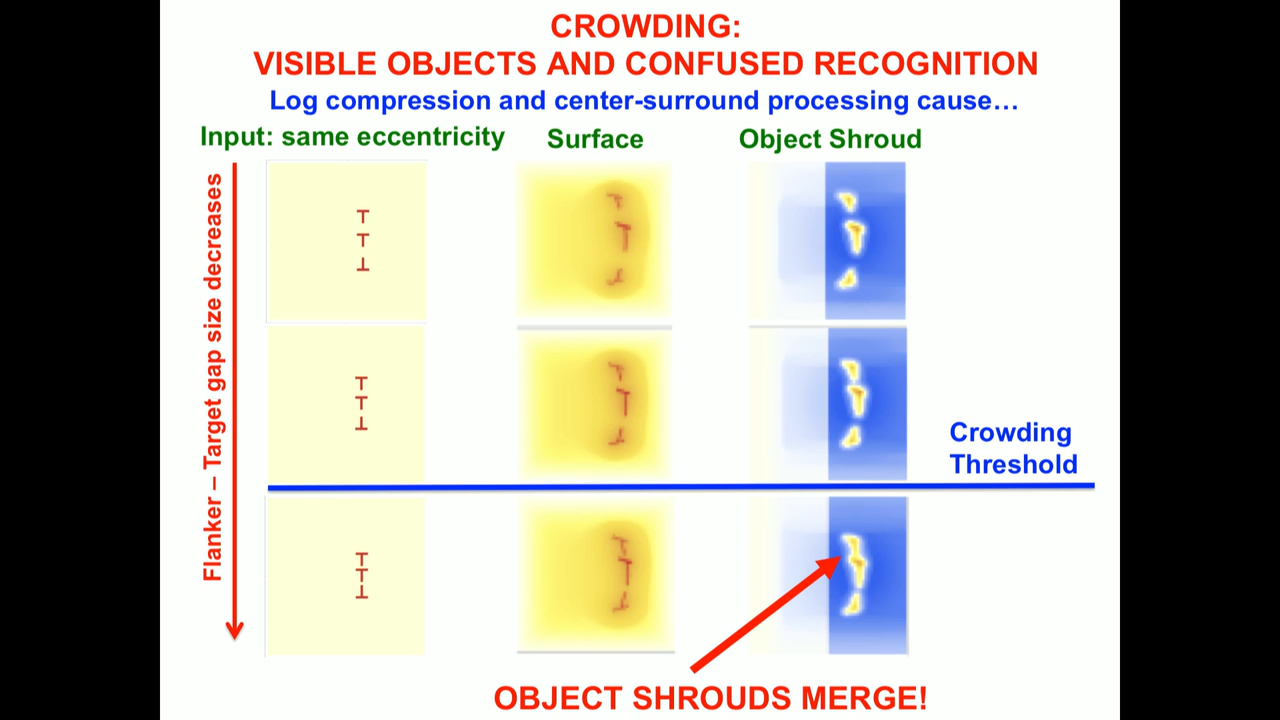 CROWDING:
VISIBLE OBJECTS AND CONFUSED RECOGNITION
Log compression and center-surround processing cause…
Input: same eccentricity
Surface
Object Shroud
Flanker – Target gap size decreases
T
T
Crowding
Threshold
T
T
T
T
OBJECT SHROUDS MERGE!